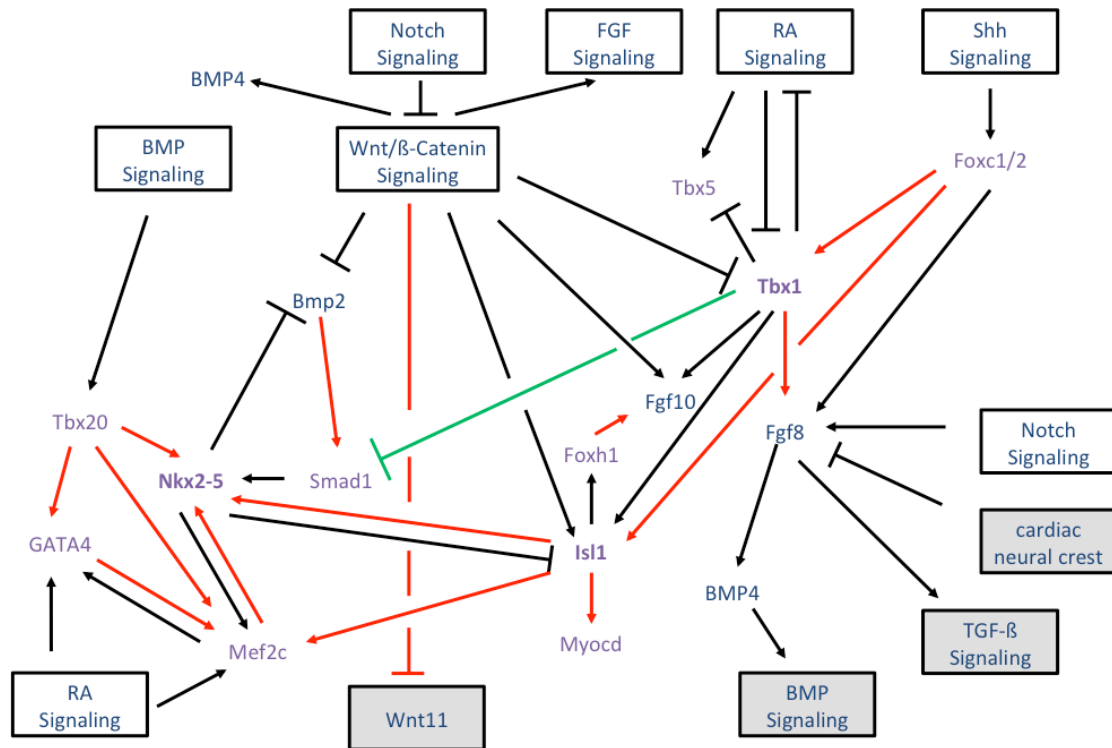 Notch
Signaling
FGF
Signaling
RA
Signaling
Shh
Signaling
BMP4
BMP
Signaling
Wnt/ß-Catenin
Signaling
Tbx5
Foxc1/2
Bmp2
Tbx1
Tbx20
Fgf10
Fgf8
Notch
Signaling
Nkx2-5
Smad1
Foxh1
GATA4
Isl1
cardiac
neural crest
BMP4
Mef2c
Myocd
TGF-ß
Signaling
RA
Signaling
Wnt11
BMP
Signaling